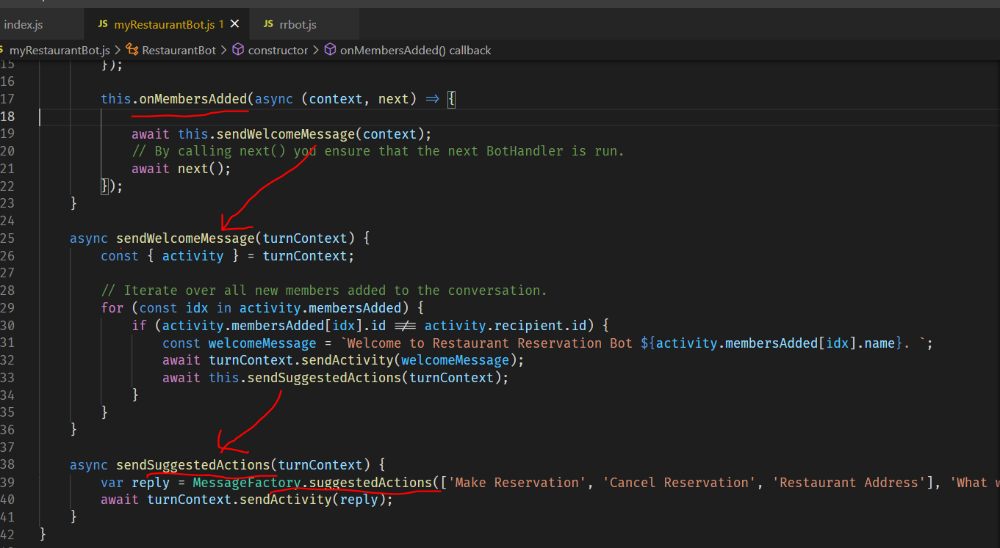 index.js JS myRestaurantBot.js 1 × JS rrbot.js
myRestaurantBot.js > RestaurantBot > constructor > onMembersAdded() callback
15 });
16
17 this.onMembersAdded(async (context, next) => {
18
19 await this.sendWelcomeMessage(context);
20 // By calling next() you ensure that the next BotHandler is run.
21 await next();
22 });
23 }
24
25 async sendWelcomeMessage(turnContext) {
26 const { activity } = turnContext;
27
28 // Iterate over all new members added to the conversation.
29 for (const idx in activity.membersAdded) {
30 if (activity.membersAdded[idx].id !== activity.recipient.id) {
31 const welcomeMessage = `Welcome to Restaurant Reservation Bot ${activity.membersAdded[idx].name}. `;
32 await turnContext.sendActivity(welcomeMessage);
33 await this.sendSuggestedActions(turnContext);
34 }
35 }
36 }
37
38 async sendSuggestedActions(turnContext) {
39 var reply = MessageFactory.suggestedActions(['Make Reservation', 'Cancel Reservation', 'Restaurant Address'], 'What
40 await turnContext.sendActivity(reply);
41 }
42 }